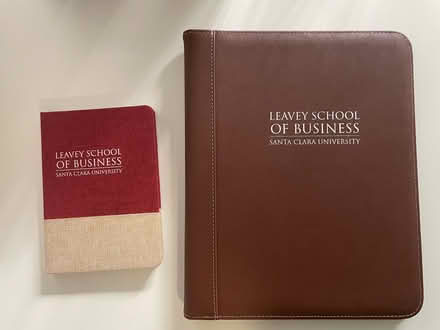 LEAVEY SCHOOL
OF BUSINESS
SANTA CLARA UNIVERSITY
LEAVEY SCHOOL
OF BUSINESS
SANTA CLARA UNIVERSITY